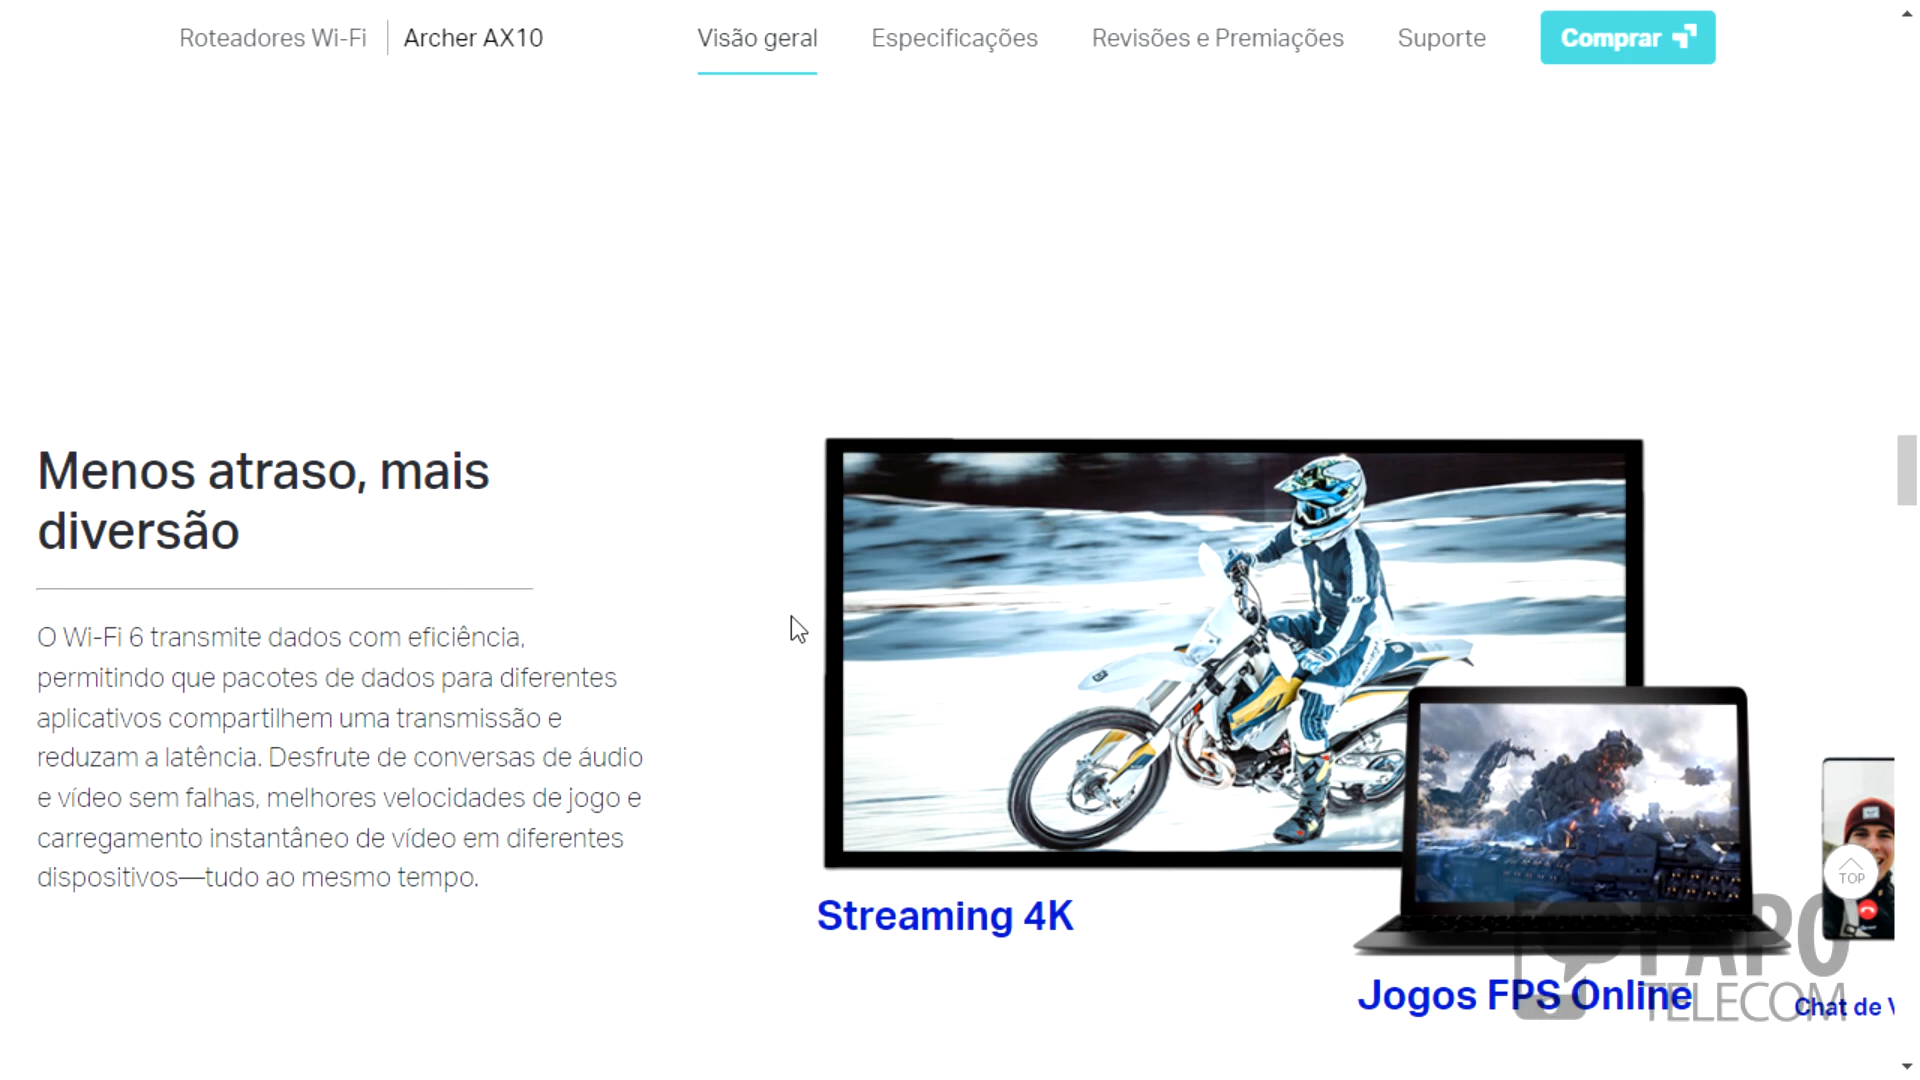 Roteadores Wi-Fi | Archer AX10
Visão geral
Especificações
Revisões e Premiações
Suporte
Comprar
Menos atraso, mais
diversão
O Wi-Fi 6 transmite dados com eficiência,
permitindo que pacotes de dados para diferentes
aplicativos compartilhem uma transmissão e
reduzam a latência. Desfrute de conversas de áudio
e vídeo sem falhas, melhores velocidades de jogo e
carregamento instantâneo de vídeo em diferentes
dispositivos—tudo ao mesmo tempo.
Streaming 4K
Jogos FPS Online
Chat de V
TOP
PAPO
TELECOM